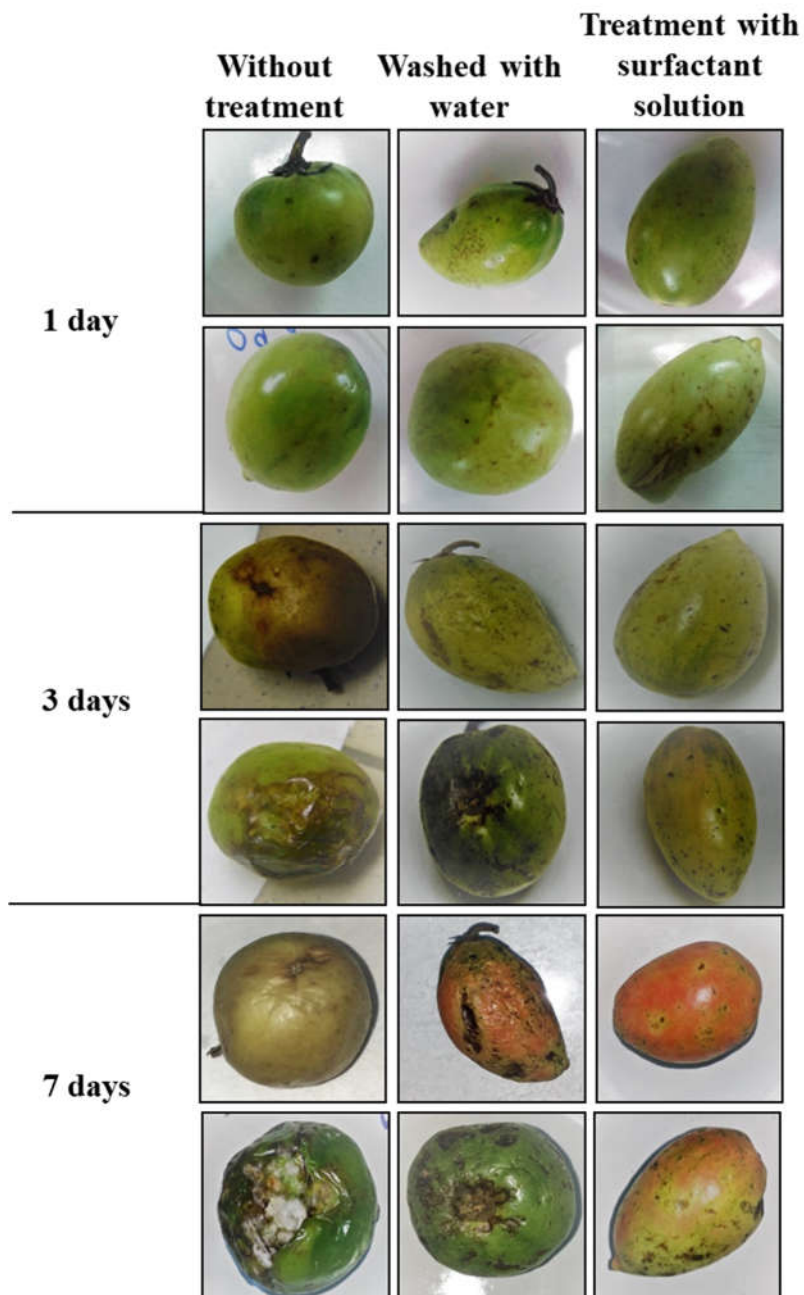 Without
treatment
Washed with
water
Treatment with
surfactant
solution
1 day
3 days
7 days